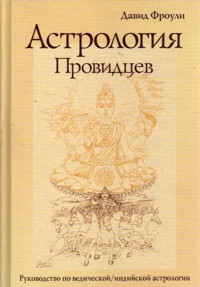 Давид Фроули
Астрология
Провидцев
Руководство по ведической/индийской астрологии